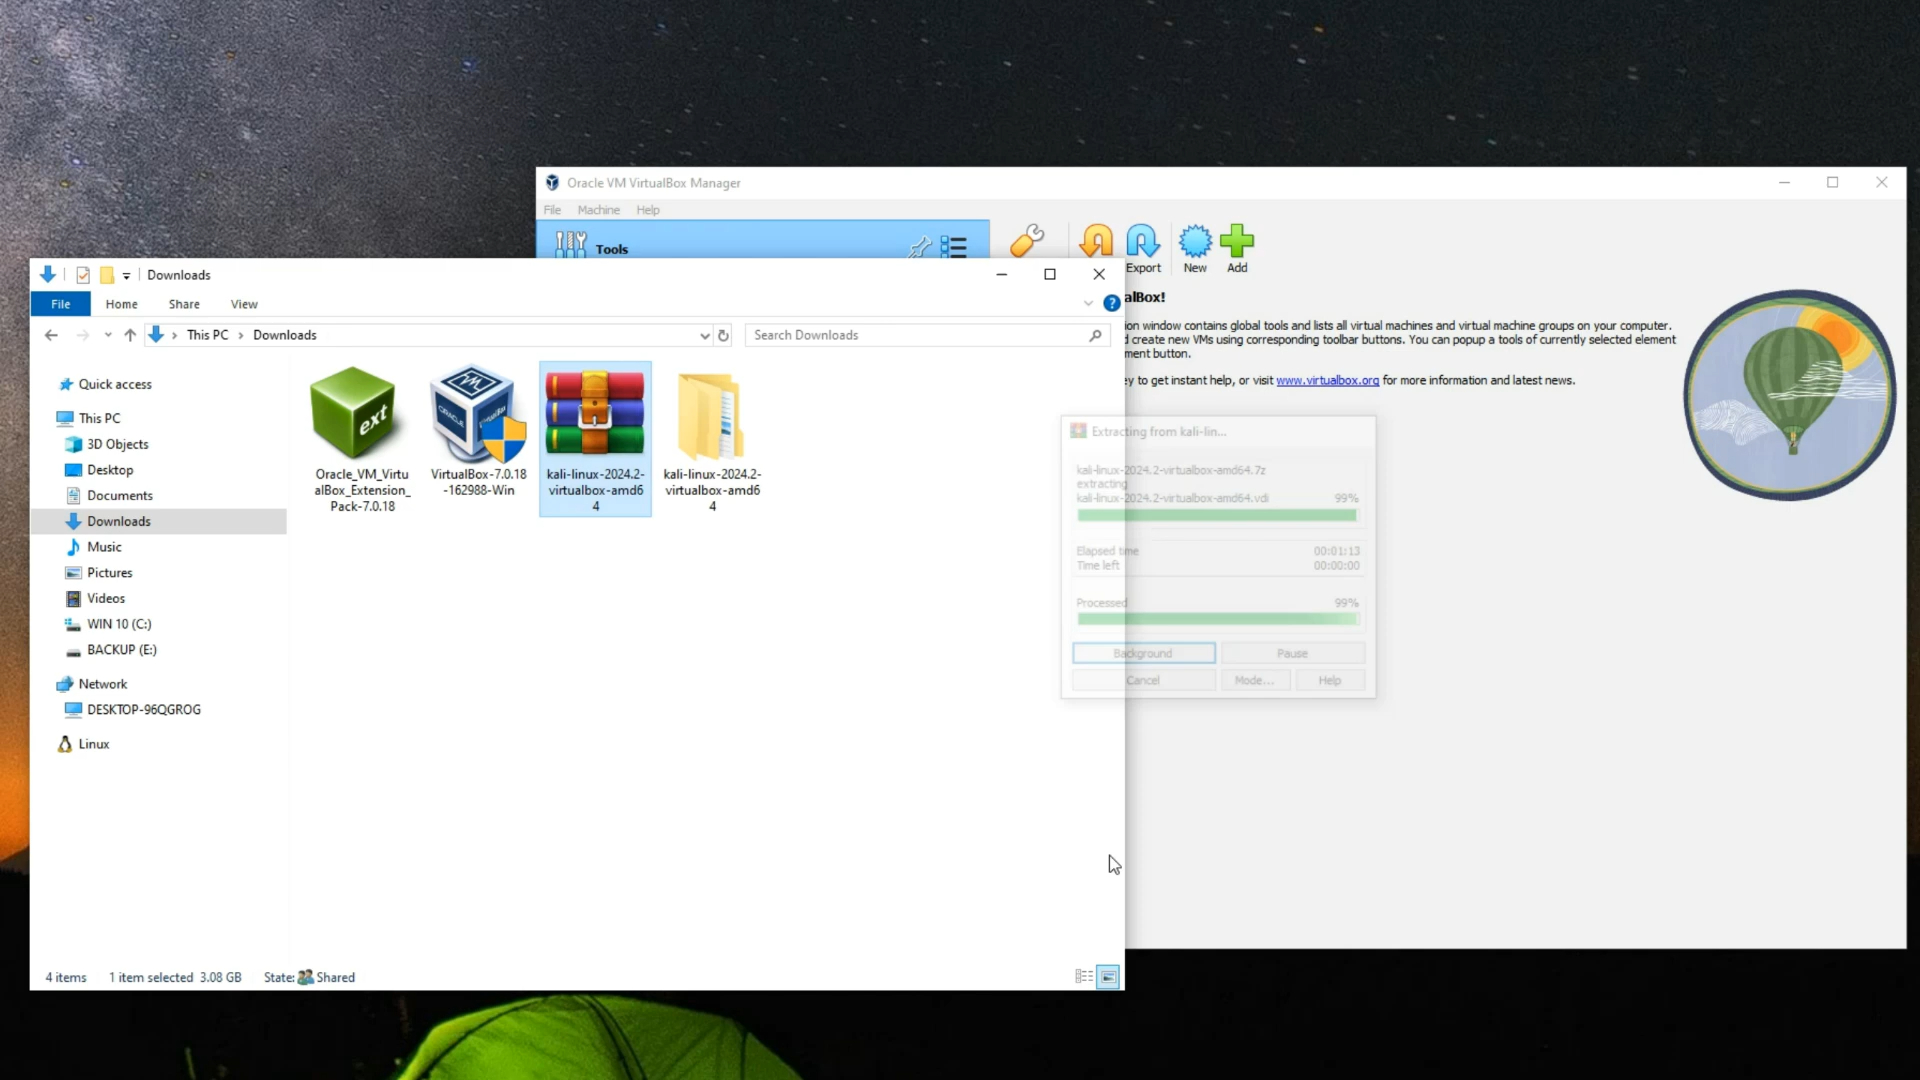 Oracle VM VirtualBox Manager
File Machine Help
Tools
Export New Add
alBox!
ion window contains global tools and lists all virtual machines and virtual machine groups on your computer.
d create new VMs using corresponding toolbar buttons. You can popup a tools of currently selected element
ment button.
ey to get instant help, or visit www.virtualbox.org for more information and latest news.
Downloads
File Home Share View
This PC Downloads
Search Downloads
Quick access
This PC
3D Objects
Desktop
Documents
Downloads
Music
Pictures
Videos
WIN 10 (C:)
BACKUP (E:)
Network
DESKTOP-96QGROG
Linux
ext
Oracle_VM_Virtu
alBox_Extension_
Pack-7.0.18
ORACLE
VirtualBox
VirtualBox-7.0.18
-162988-Win
kali-linux-2024.2-
virtualbox-amd6
4
kali-linux-2024.2-
virtualbox-amd6
4
Extracting from kali-lin...
kali-linux-2024.2-virtualbox-amd64.7z
extracting
kali-linux-2024.2-virtualbox-amd64.vdi 99%
Elapsed time 00:01:13
Time left 00:00:00
Processed 99%
Background Pause
Cancel Mode... Help
4 items 1 item selected 3.08 GB State: Shared